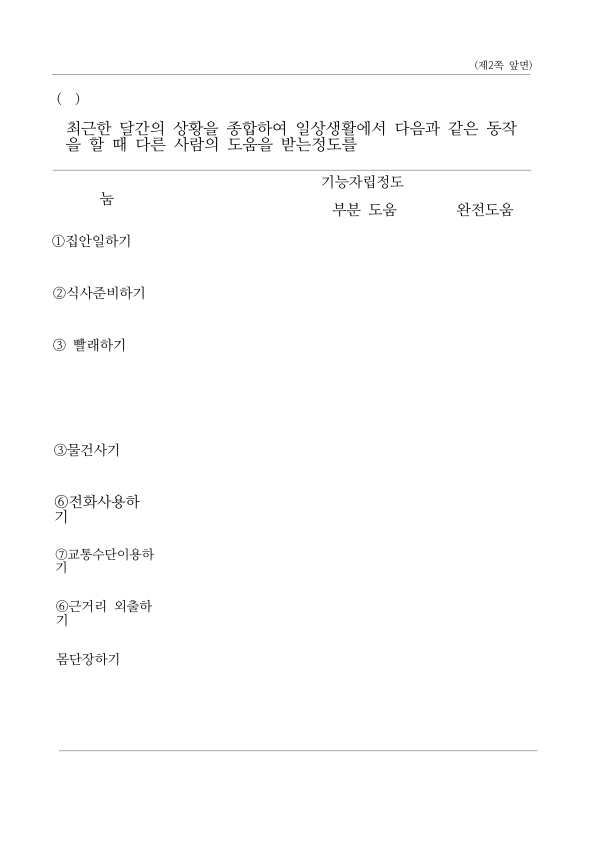 (제2쪽 앞면)
( )
최근한 달간의 상황을 종합하여 일상생활에서 다음과 같은 동작
을 할 때 다른 사람의 도움을 받는정도를
기능자립정도
눔
부분 도움 완전도움
①집안일하기
②식사준비하기
③ 빨래하기
③물건사기
⑥전화사용하
기
⑦교통수단이용하
기
⑥근거리 외출하
기
몸단장하기